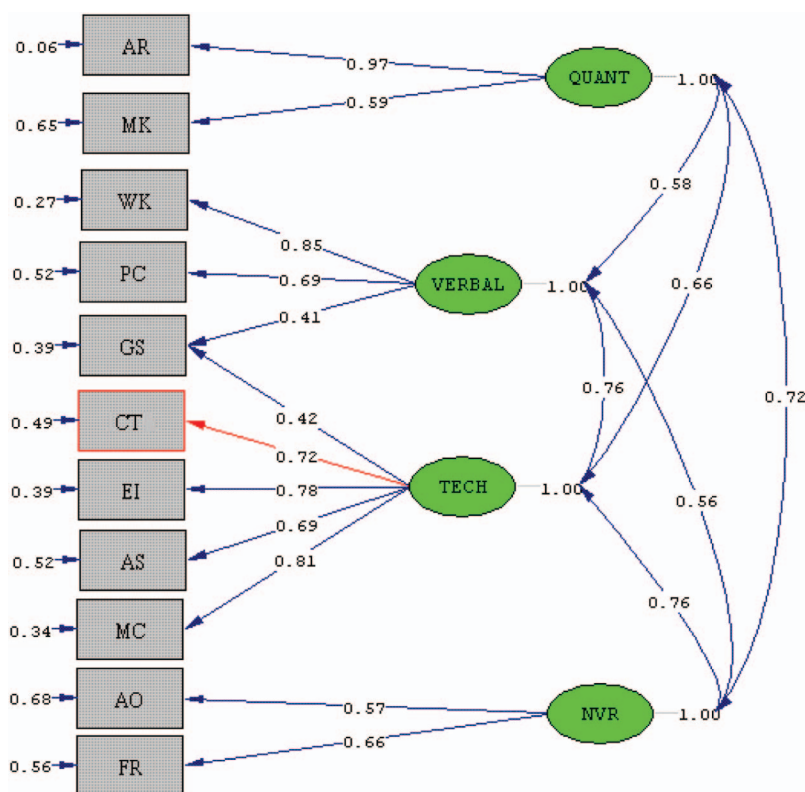 0.06 AR 0.97 QUANT 1.00
0.65 MK 0.59
0.27 WK 0.85 0.58
0.52 PC 0.69 VERBAL 1.00 0.66
0.39 GS 0.41
0.76 0.72
0.49 CT 0.42
0.72
0.39 EI 0.78 TECH 1.00 0.56
0.52 AS 0.69
0.34 MC 0.81 0.76
0.68 AO 0.57 NVR 1.00
0.56 FR 0.66